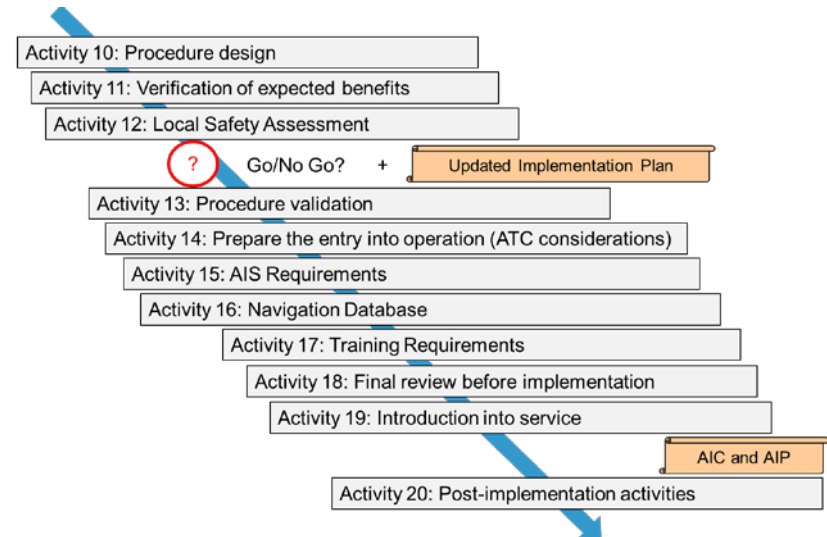 Activity 10: Procedure design
Activity 11: Verification of expected benefits
Activity 12: Local Safety Assessment
? Go/No Go? + Updated Implementation Plan
Activity 13: Procedure validation
Activity 14: Prepare the entry into operation (ATC considerations)
Activity 15: AIS Requirements
Activity 16: Navigation Database
Activity 17: Training Requirements
Activity 18: Final review before implementation
Activity 19: Introduction into service
AIC and AIP
Activity 20: Post-implementation activities